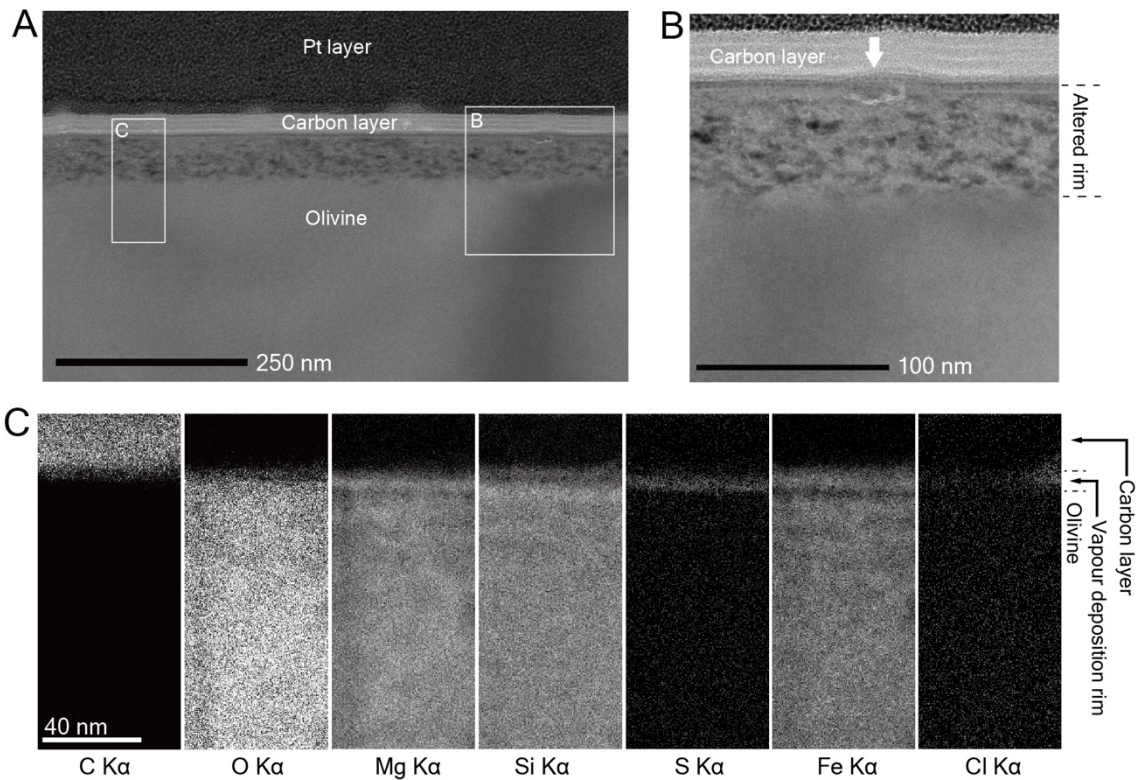 A
Pt layer
Carbon layer
C
B
Olivine
250 nm
B
Carbon layer
Altered rim
100 nm
C
40 nm
C Kα
O Kα
Mg Kα
Si Kα
S Kα
Fe Kα
Cl Kα
Carbon layer
Vapour deposition rim
Olivine